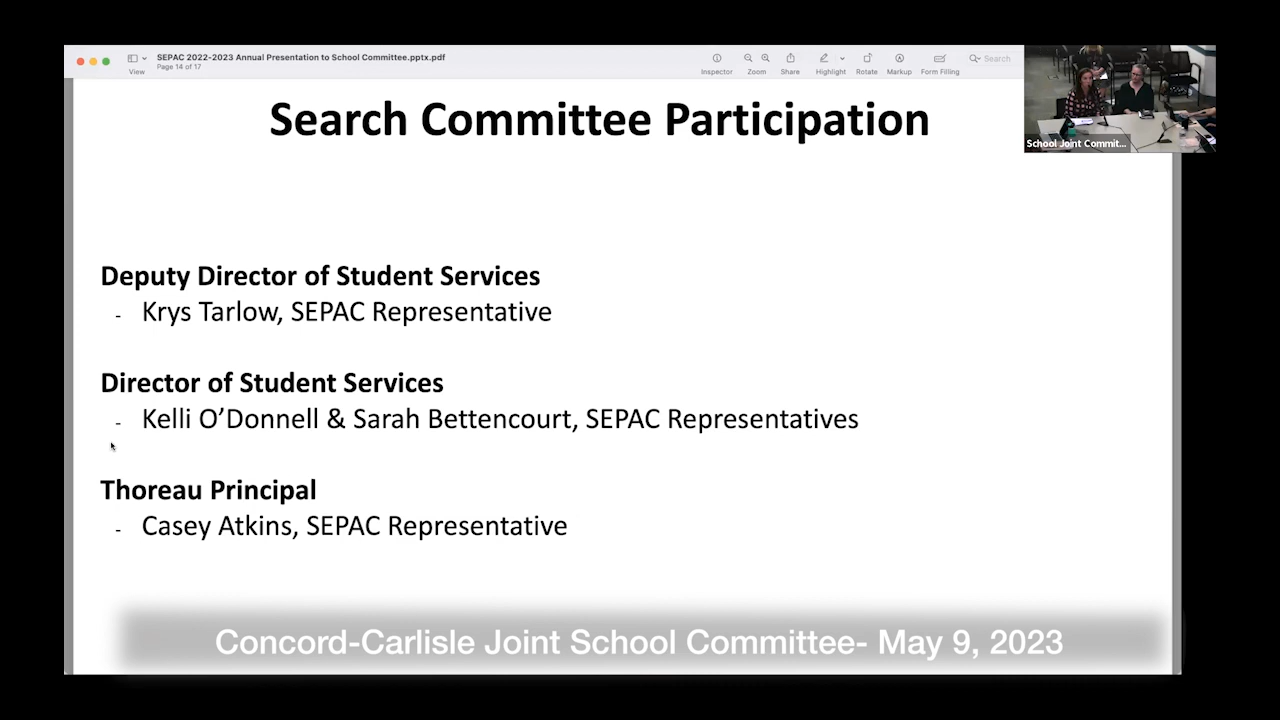 SEPAC 2022-2023 Annual Presentation to School Committee.pptx.pdf
Page 14 of 17
View
Inspector
Zoom
Share
Highlight
Rotate
Markup
Form Filling
Search
School Joint Commit...
Search Committee Participation
Deputy Director of Student Services
- Krys Tarlow, SEPAC Representative
Director of Student Services
- Kelli O’Donnell & Sarah Bettencourt, SEPAC Representatives
Thoreau Principal
- Casey Atkins, SEPAC Representative
Concord-Carlisle Joint School Committee- May 9, 2023